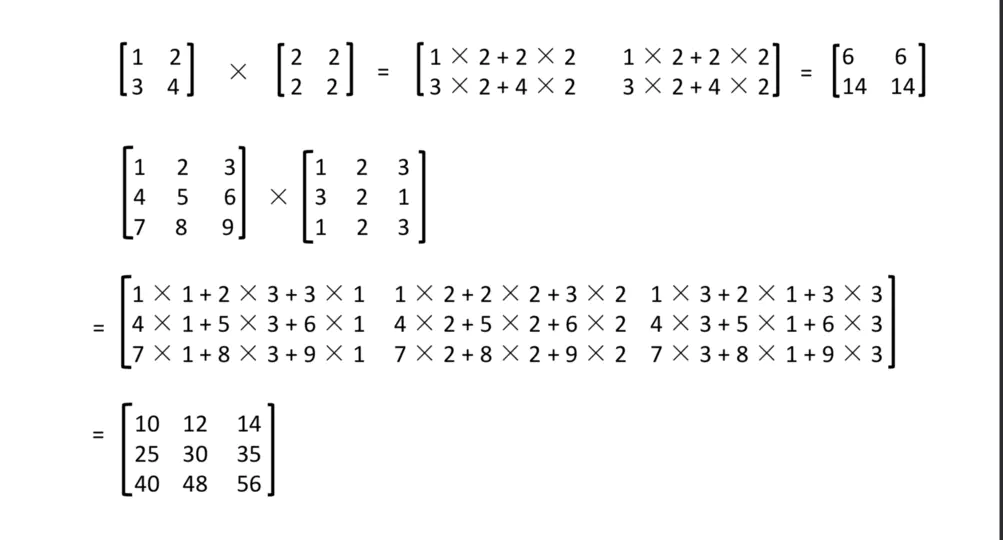 [1 2 × [2 2 = [1 × 2 + 2 × 2 1 × 2 + 2 × 2] = [6 6
3 4] 2 2] 3 × 2 + 4 × 2 3 × 2 + 4 × 2] 14 14]
[1 2 3] [1 2 3]
4 5 6 × 3 2 1
7 8 9] 1 2 3]
[1 × 1 + 2 × 3 + 3 × 1 1 × 2 + 2 × 2 + 3 × 2 1 × 3 + 2 × 1 + 3 × 3]
= 4 × 1 + 5 × 3 + 6 × 1 4 × 2 + 5 × 2 + 6 × 2 4 × 3 + 5 × 1 + 6 × 3
7 × 1 + 8 × 3 + 9 × 1 7 × 2 + 8 × 2 + 9 × 2 7 × 3 + 8 × 1 + 9 × 3]
= [10 12 14]
25 30 35
40 48 56]